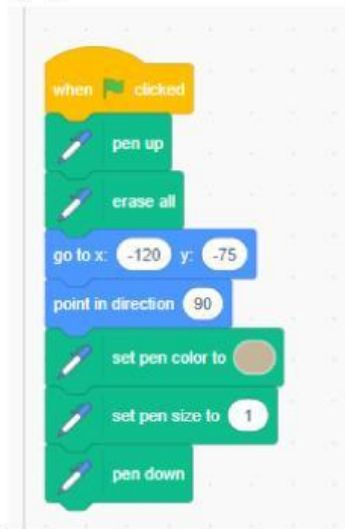 when clicked
pen up
erase all
go to x: -120 y: -75
point in direction 90
set pen color to
set pen size to 1
pen down